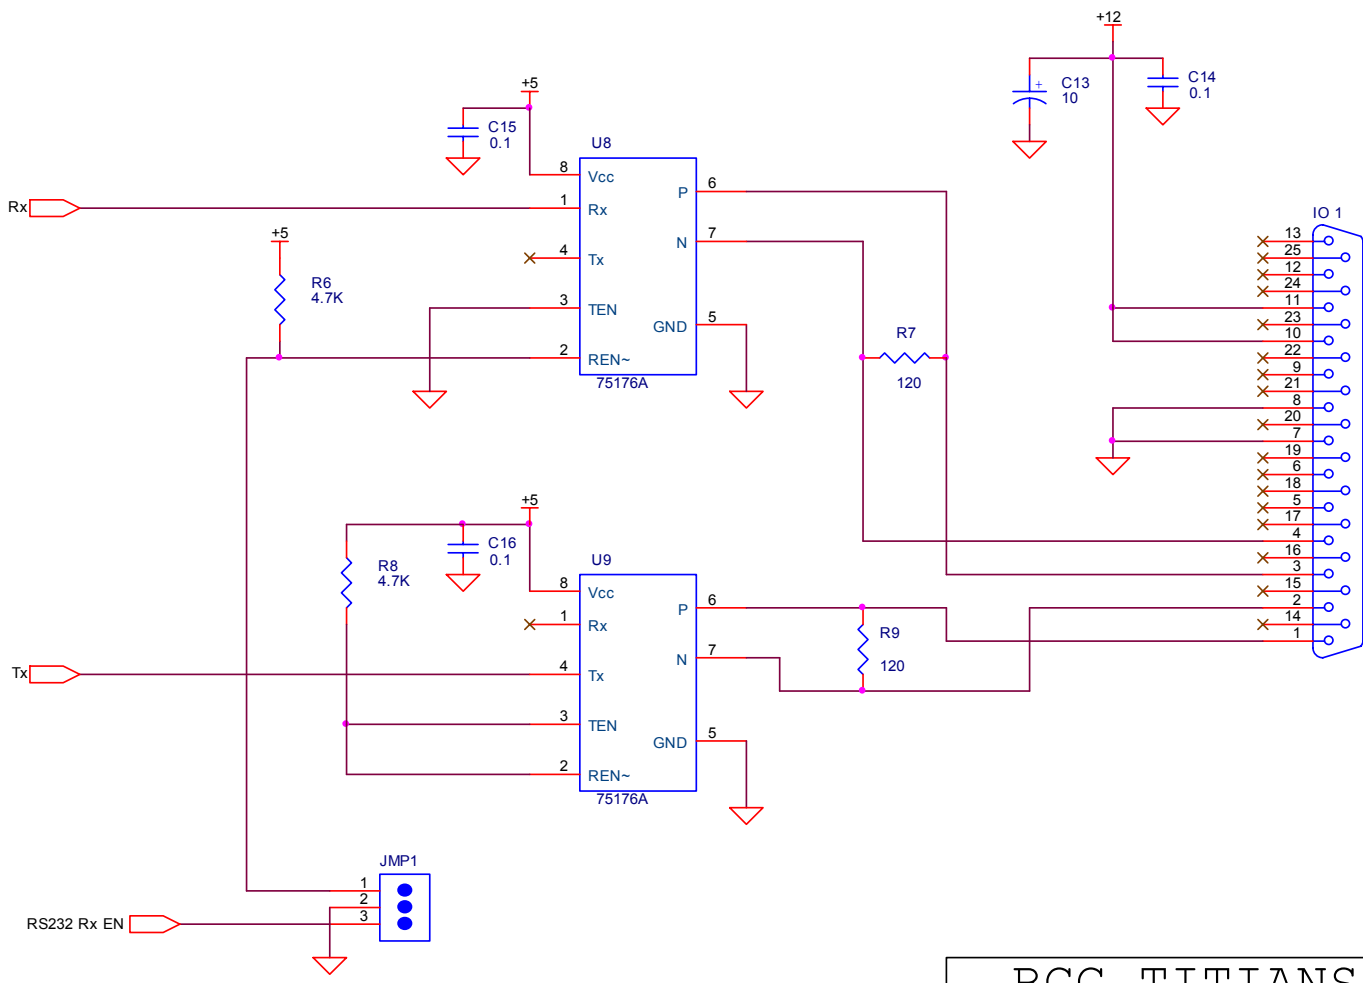 +12
C13
10
C14
0.1
+5
C15
0.1
U8
8 Vcc
1 Rx
4 Tx
3 TEN
2 REN~
P 6
N 7
GND 5
75176A
Rx
+5
R6
4.7K
R7
120
IO 1
13
25
12
24
11
23
10
22
9
21
8
20
7
19
6
18
5
17
4
16
3
15
2
14
1
+5
C16
0.1
R8
4.7K
U9
8 Vcc
1 Rx
4 Tx
3 TEN
2 REN~
P 6
N 7
GND 5
75176A
R9
120
Tx
JMP1
1
2
3
RS232 Rx EN